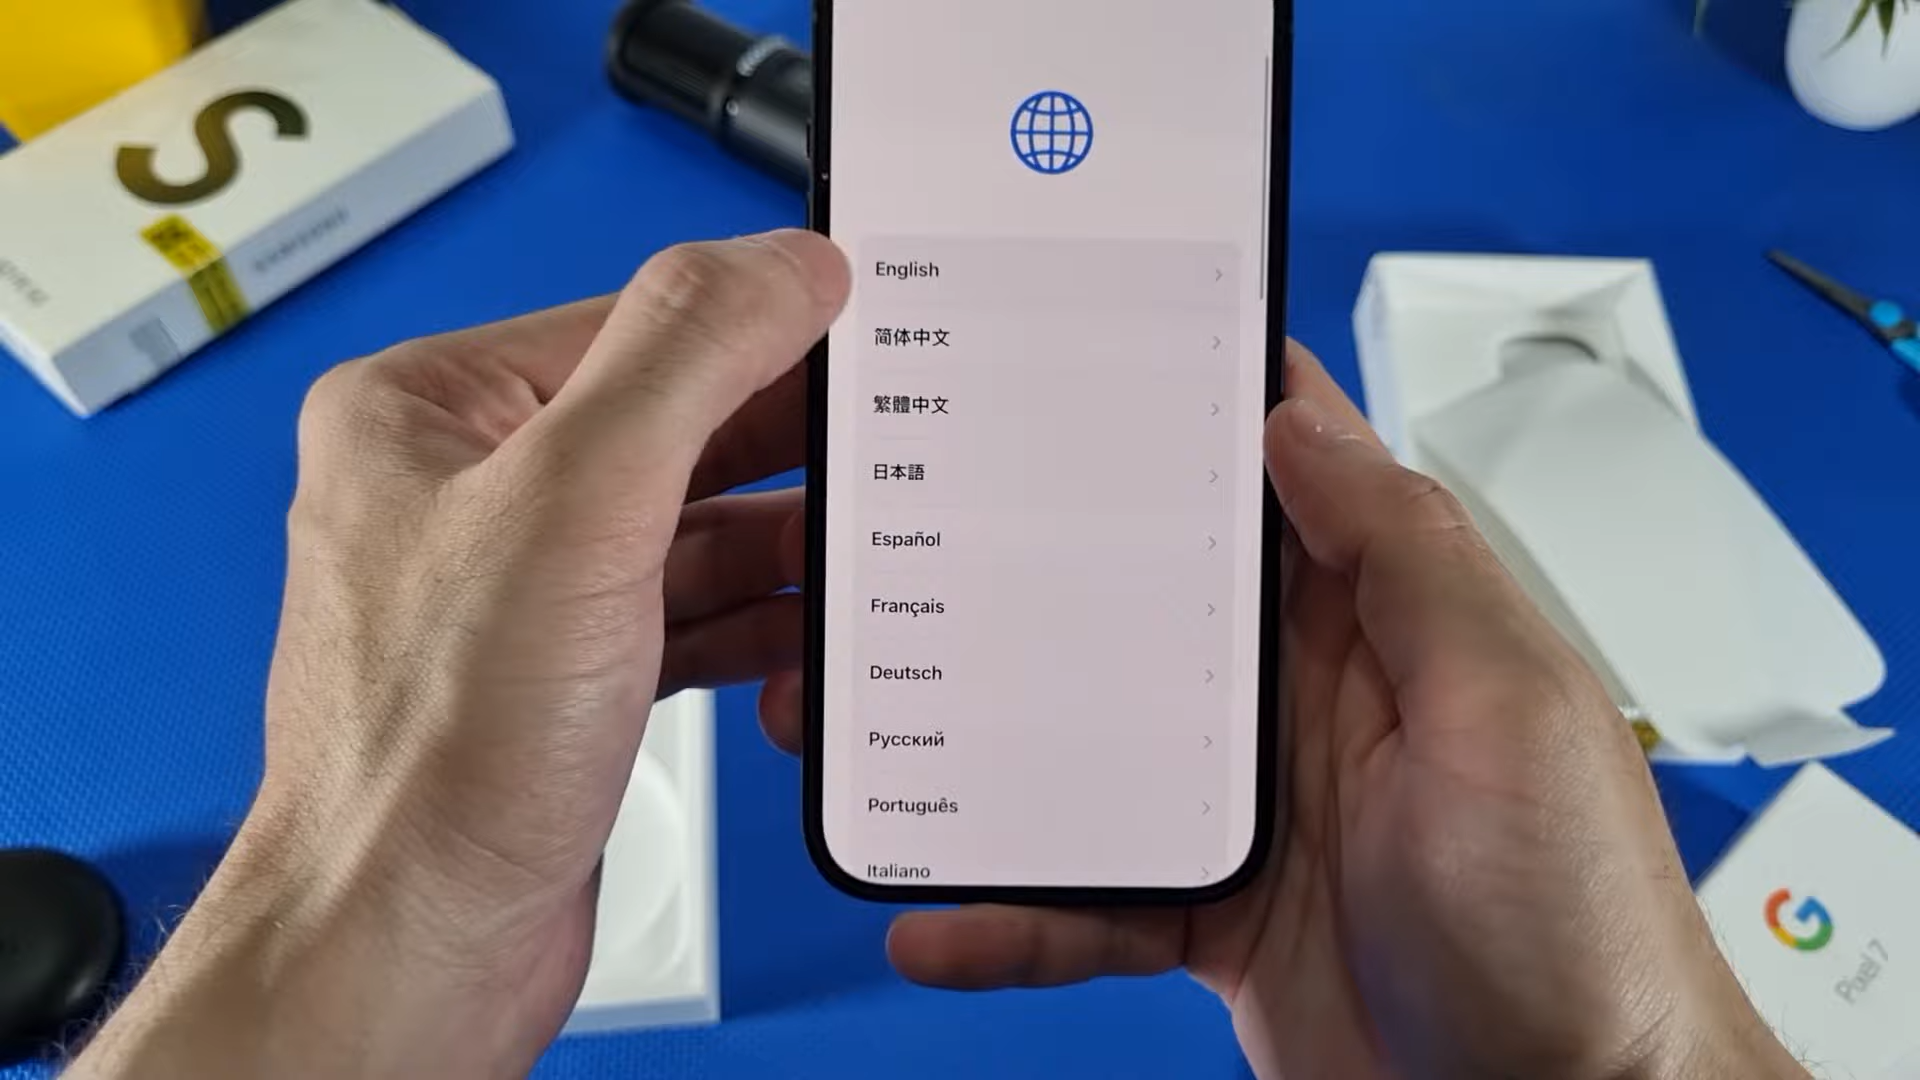 S
SAMSUNG
English
简体中文
繁體中文
日本語
Español
Français
Deutsch
Русский
Português
Italiano
G
Pixel 7